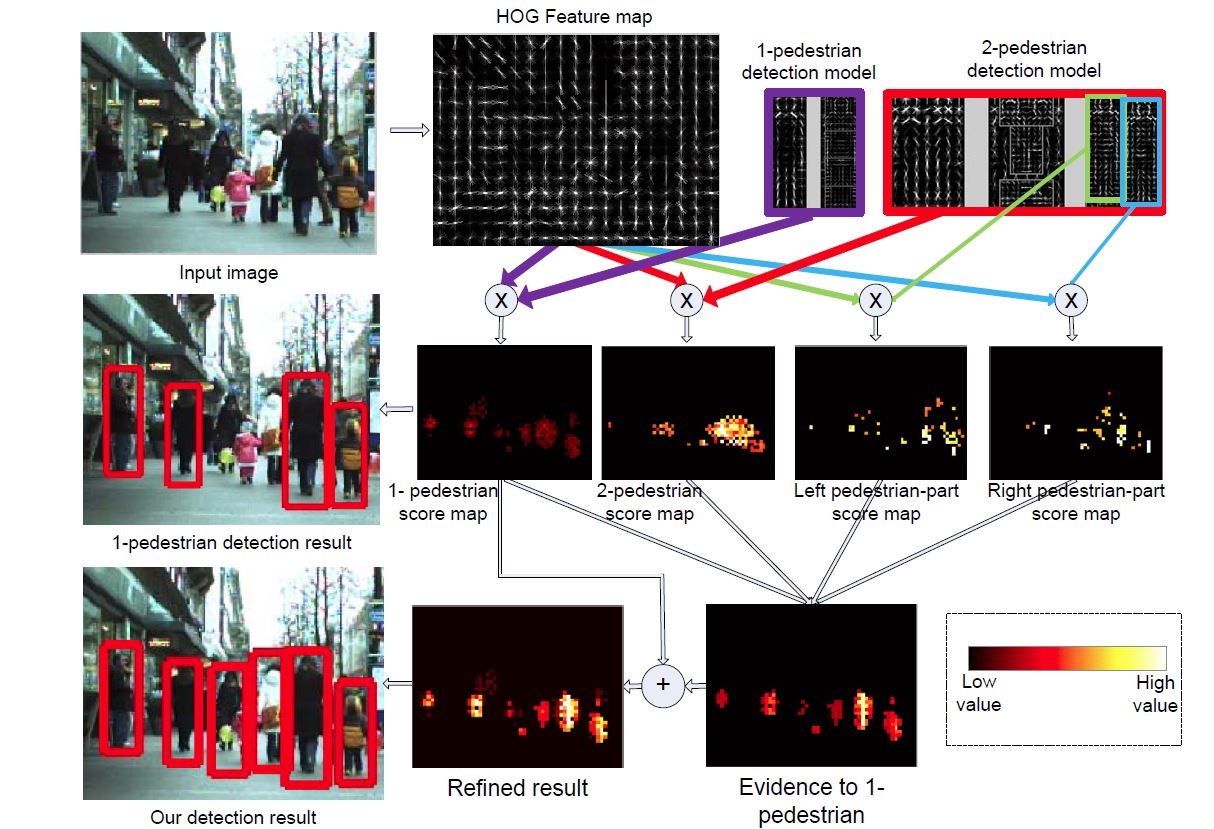 HOG Feature map
1-pedestrian
detection model
2-pedestrian
detection model
Input image
X
X
X
X
1- pedestrian
score map
2-pedestrian
score map
Left pedestrian-part
score map
Right pedestrian-part
score map
1-pedestrian detection result
+
Low
value
High
value
Refined result
Evidence to 1-
pedestrian
Our detection result